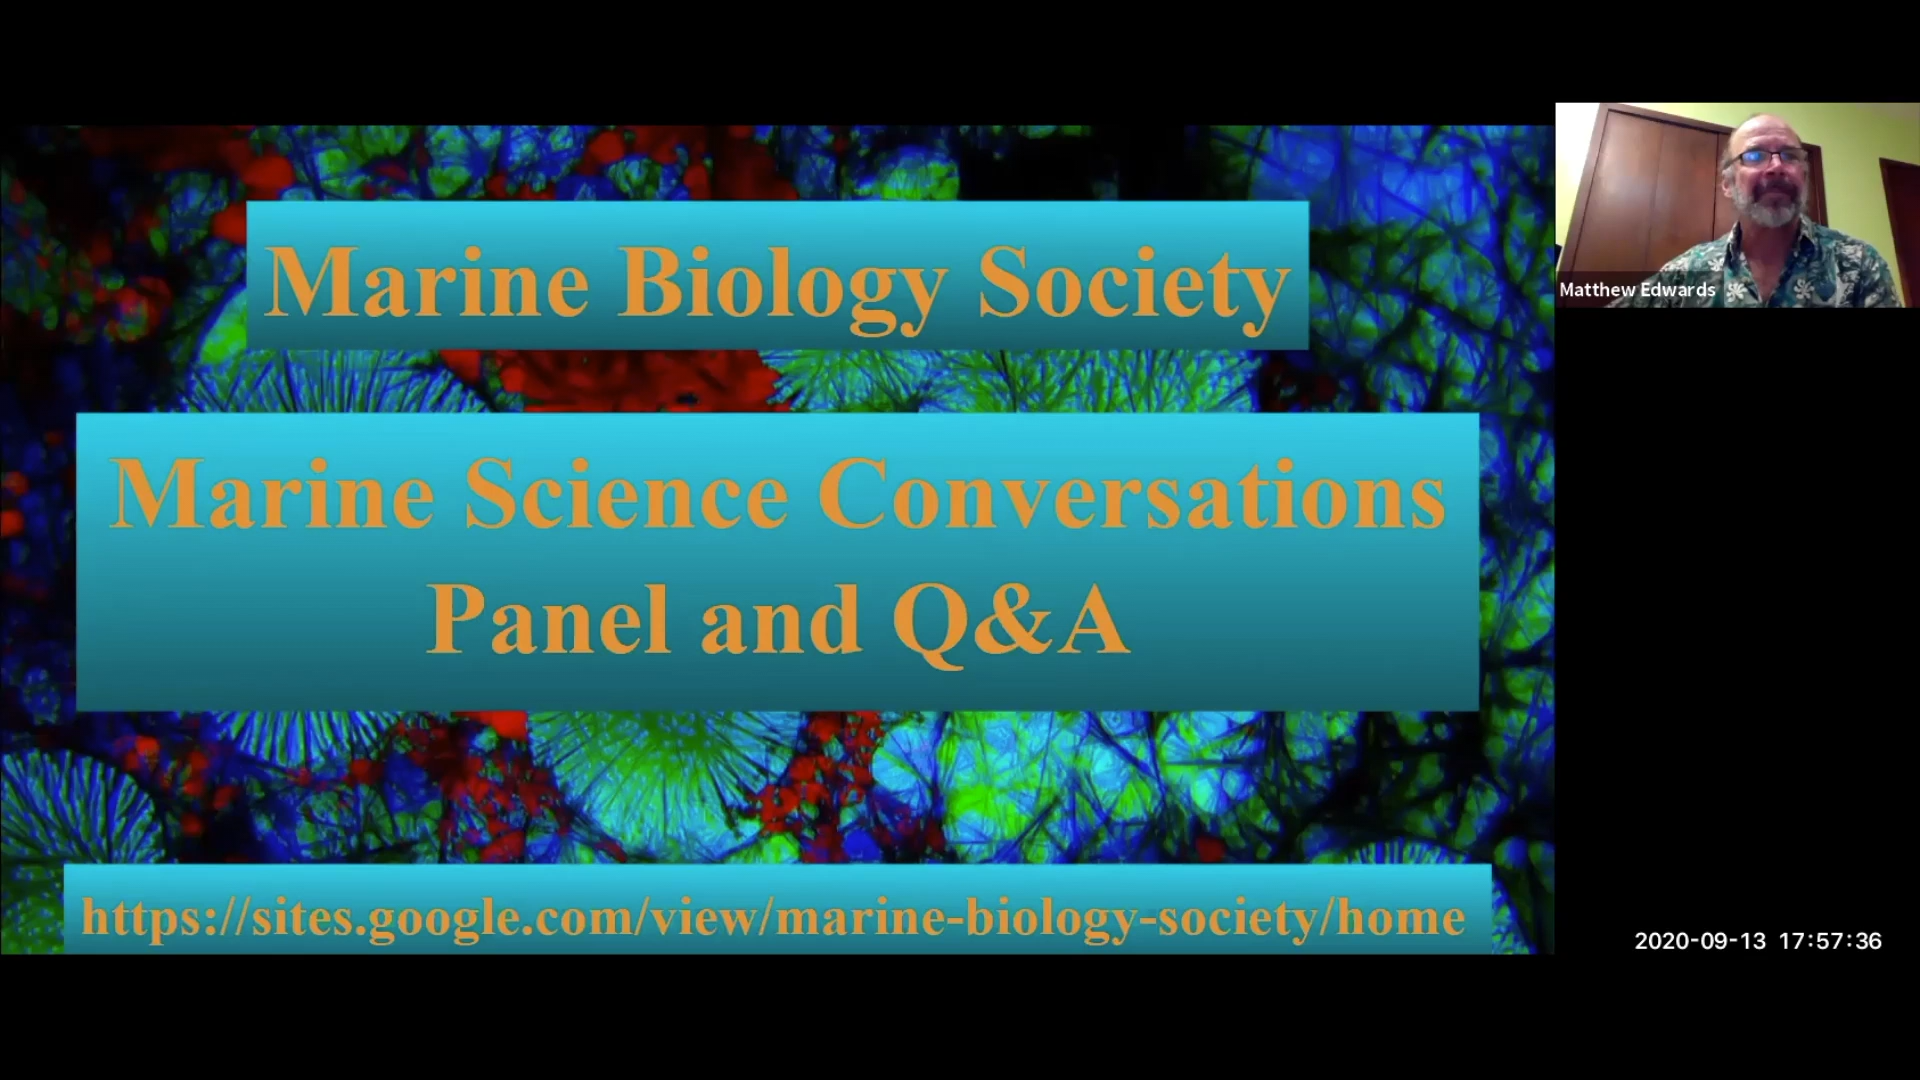 Marine Biology Society
Marine Science Conversations
Panel and Q&A
https://sites.google.com/view/marine-biology-society/home
Matthew Edwards
2020-09-13 17:57:36